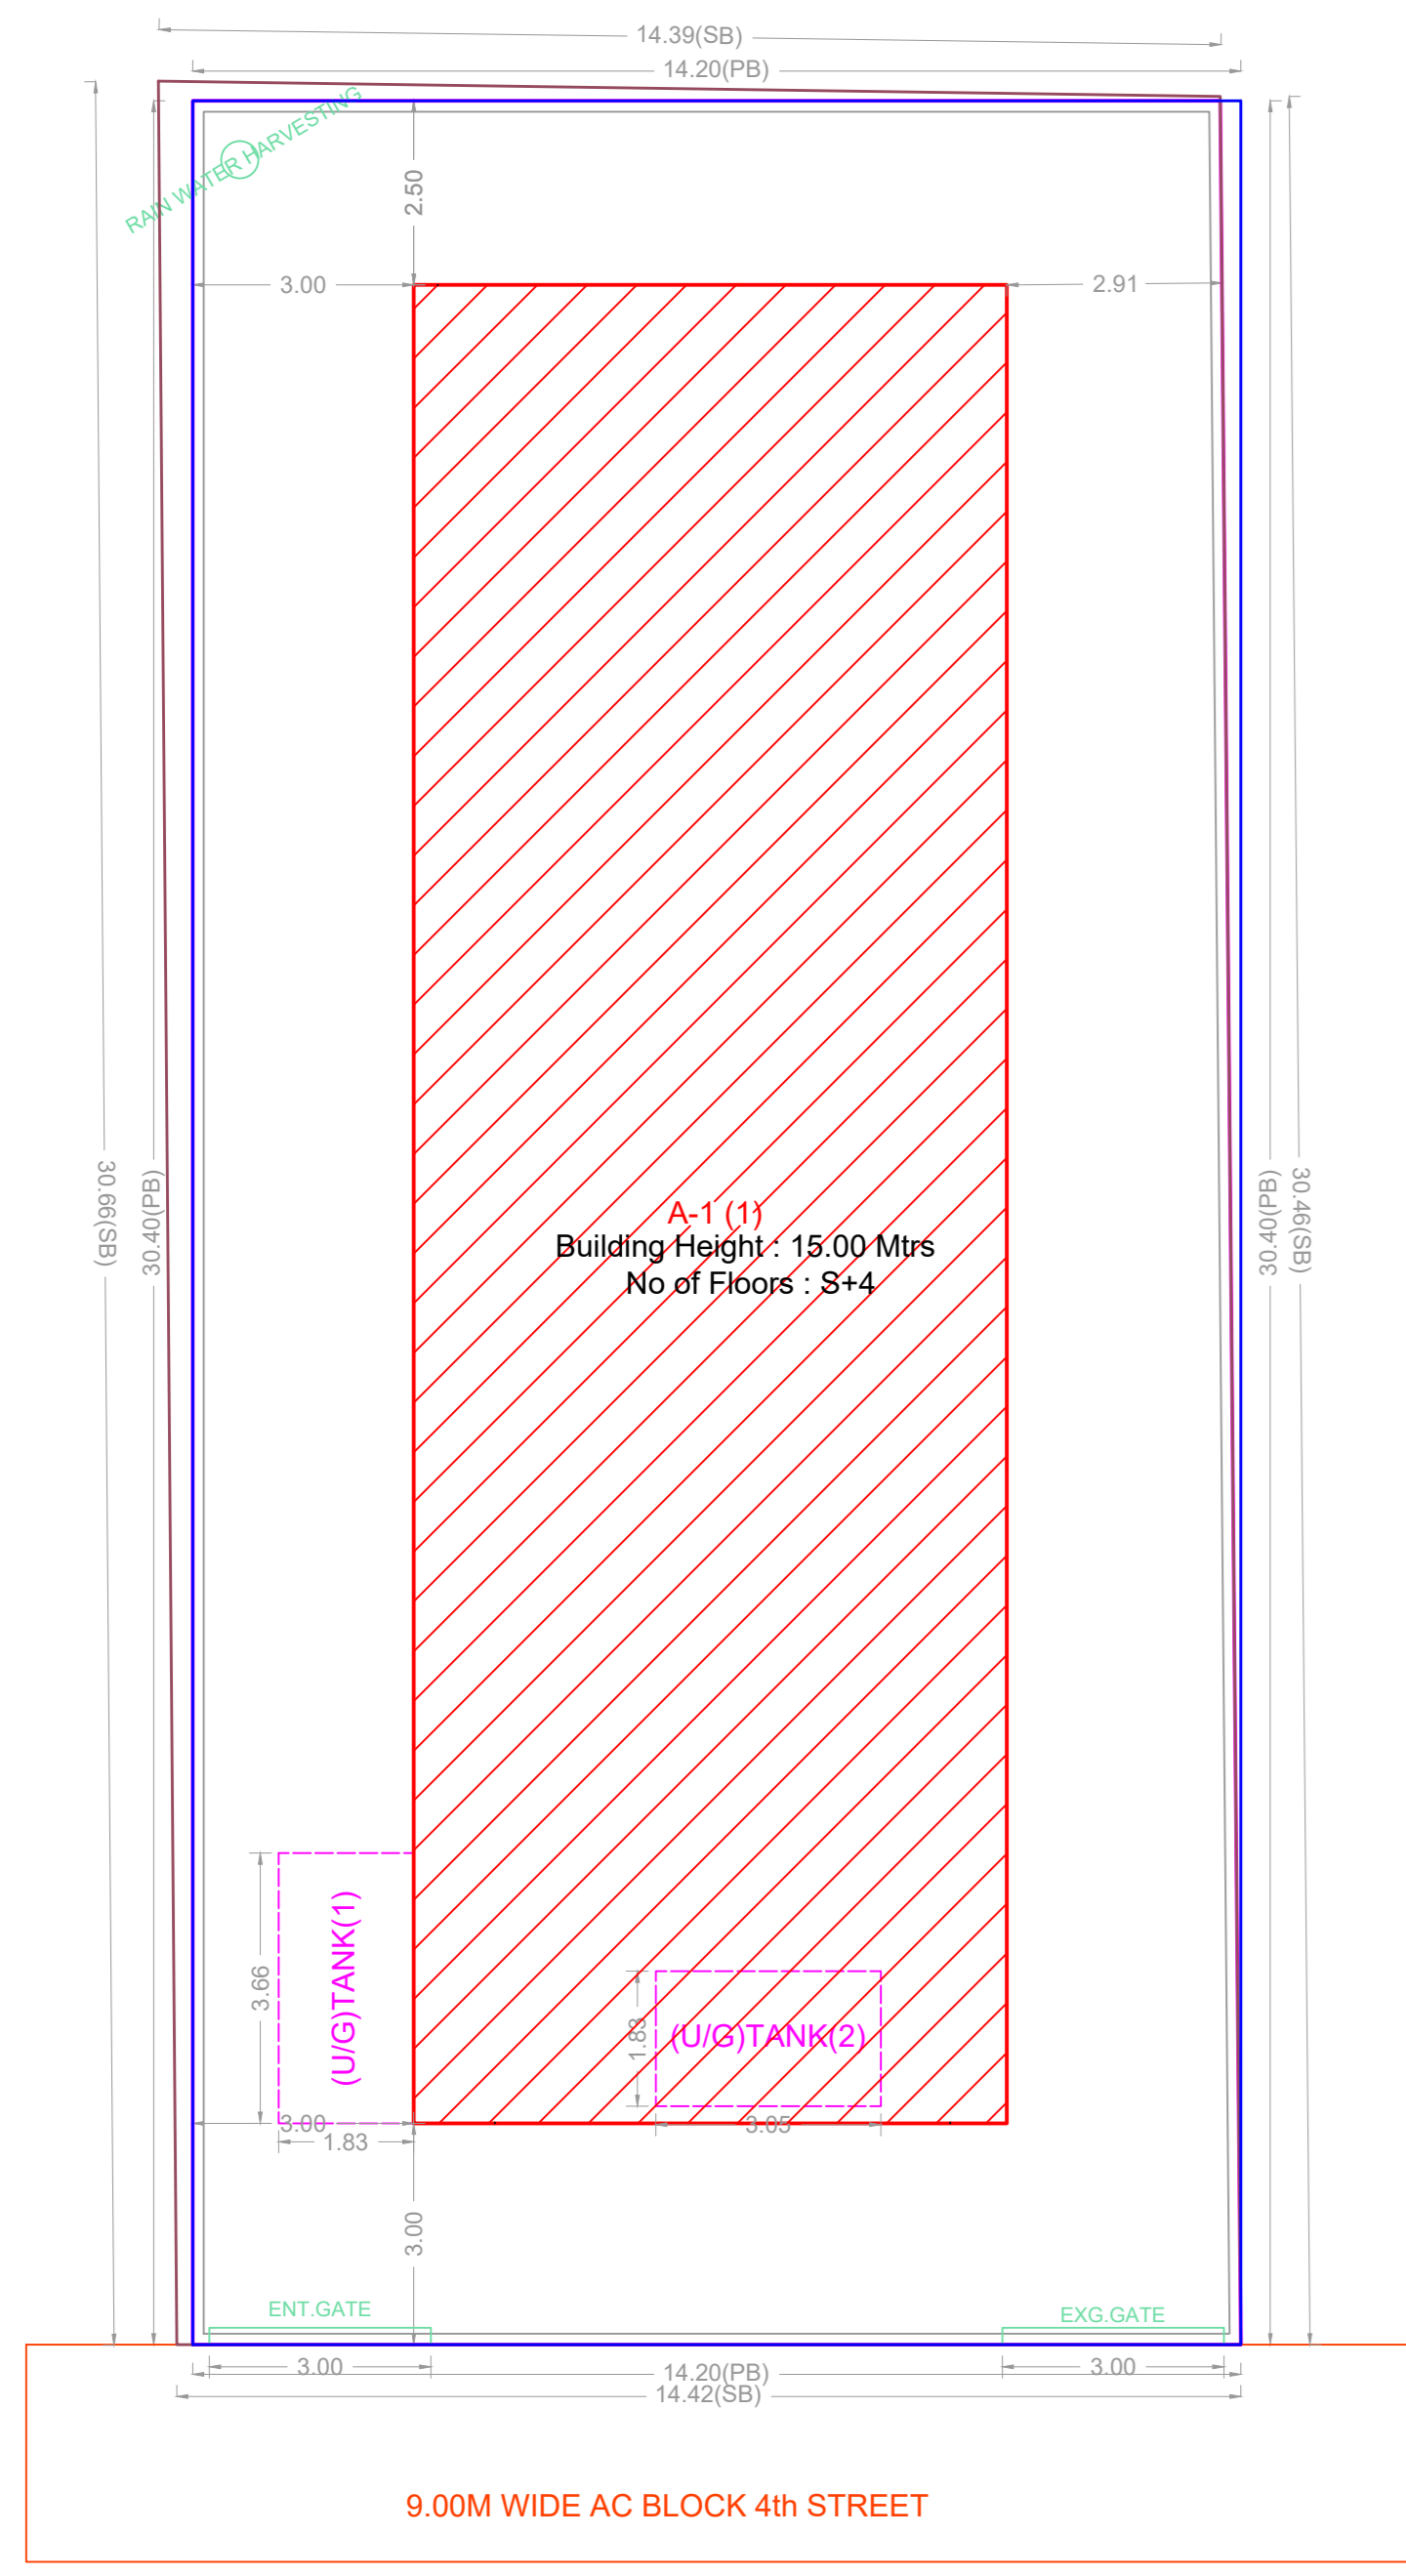 14.39(SB)
14.20(PB)
RAIN WATER HARVESTING
2.50
3.00
2.91
30.66(SB)
30.40(PB)
30.40(PB)
30.46(SB)
A-1 (1)
Building Height : 15.00 Mtrs
No of Floors : S+4
3.66
(U/G)TANK(1)
1.83
(U/G)TANK(2)
3.00
3.05
1.83
3.00
ENT.GATE
EXG.GATE
3.00
14.20(PB)
3.00
14.42(SB)
9.00M WIDE AC BLOCK 4th STREET